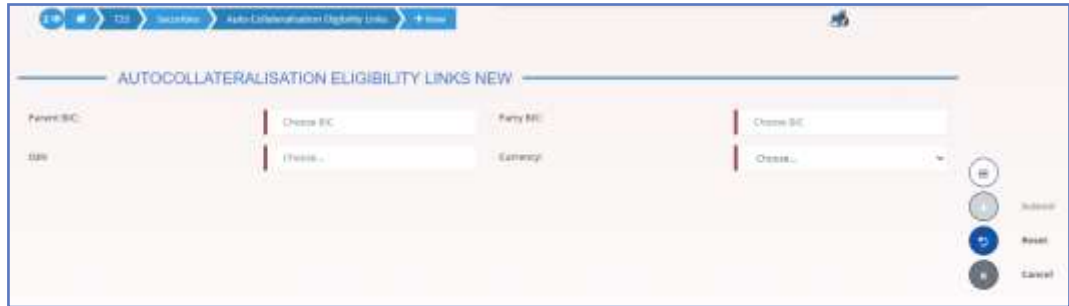 T2S Securities Auto-Collateralisation Eligibility Links + New
AUTOCOLLATERALISATION ELIGIBILITY LINKS NEW
Parent BIC: Choose BIC Party BIC: Choose BIC
ISIN Choose... Currency: Choose...
Submit
Reset
Cancel